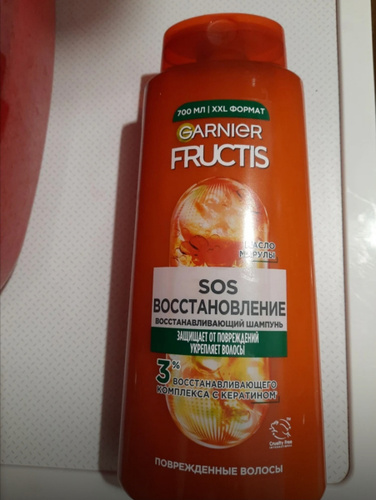 700 МЛ | XXL ФОРМАТ
GARNIER
FRUCTIS
МАСЛО
МАРУЛЫ
SOS
ВОССТАНОВЛЕНИЕ
ВОССТАНАВЛИВАЮЩИЙ ШАМПУНЬ
ЗАЩИЩАЕТ ОТ ПОВРЕЖДЕНИЙ
УКРЕПЛЯЕТ ВОЛОСЫ
3% ВОССТАНАВЛИВАЮЩЕГО
КОМПЛЕКСА С КЕРАТИНОМ
Cruelty free
ПОВРЕЖДЕННЫЕ ВОЛОСЫ